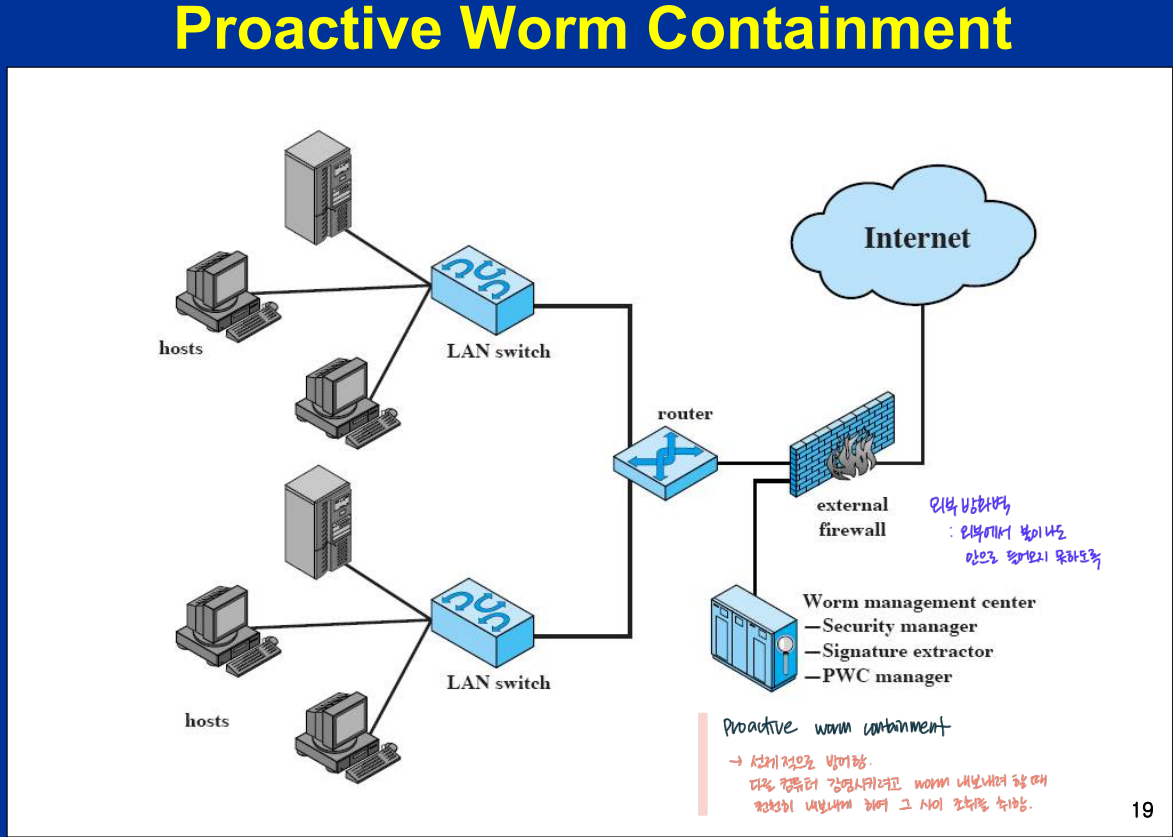 Proactive Worm Containment
Internet
hosts
LAN switch
router
external
firewall
외부 방화벽
: 외부에서 불이나도
안으로 들어오지 못하도록
Worm management center
—Security manager
—Signature extractor
—PWC manager
LAN switch
hosts
Proactive worm containment
→ 선제적으로 방어함.
다른 컴퓨터 감염시키려고 worm 내보내려 할 때
천천히 내보내게 하여 그 사이 조취를 취함.
19